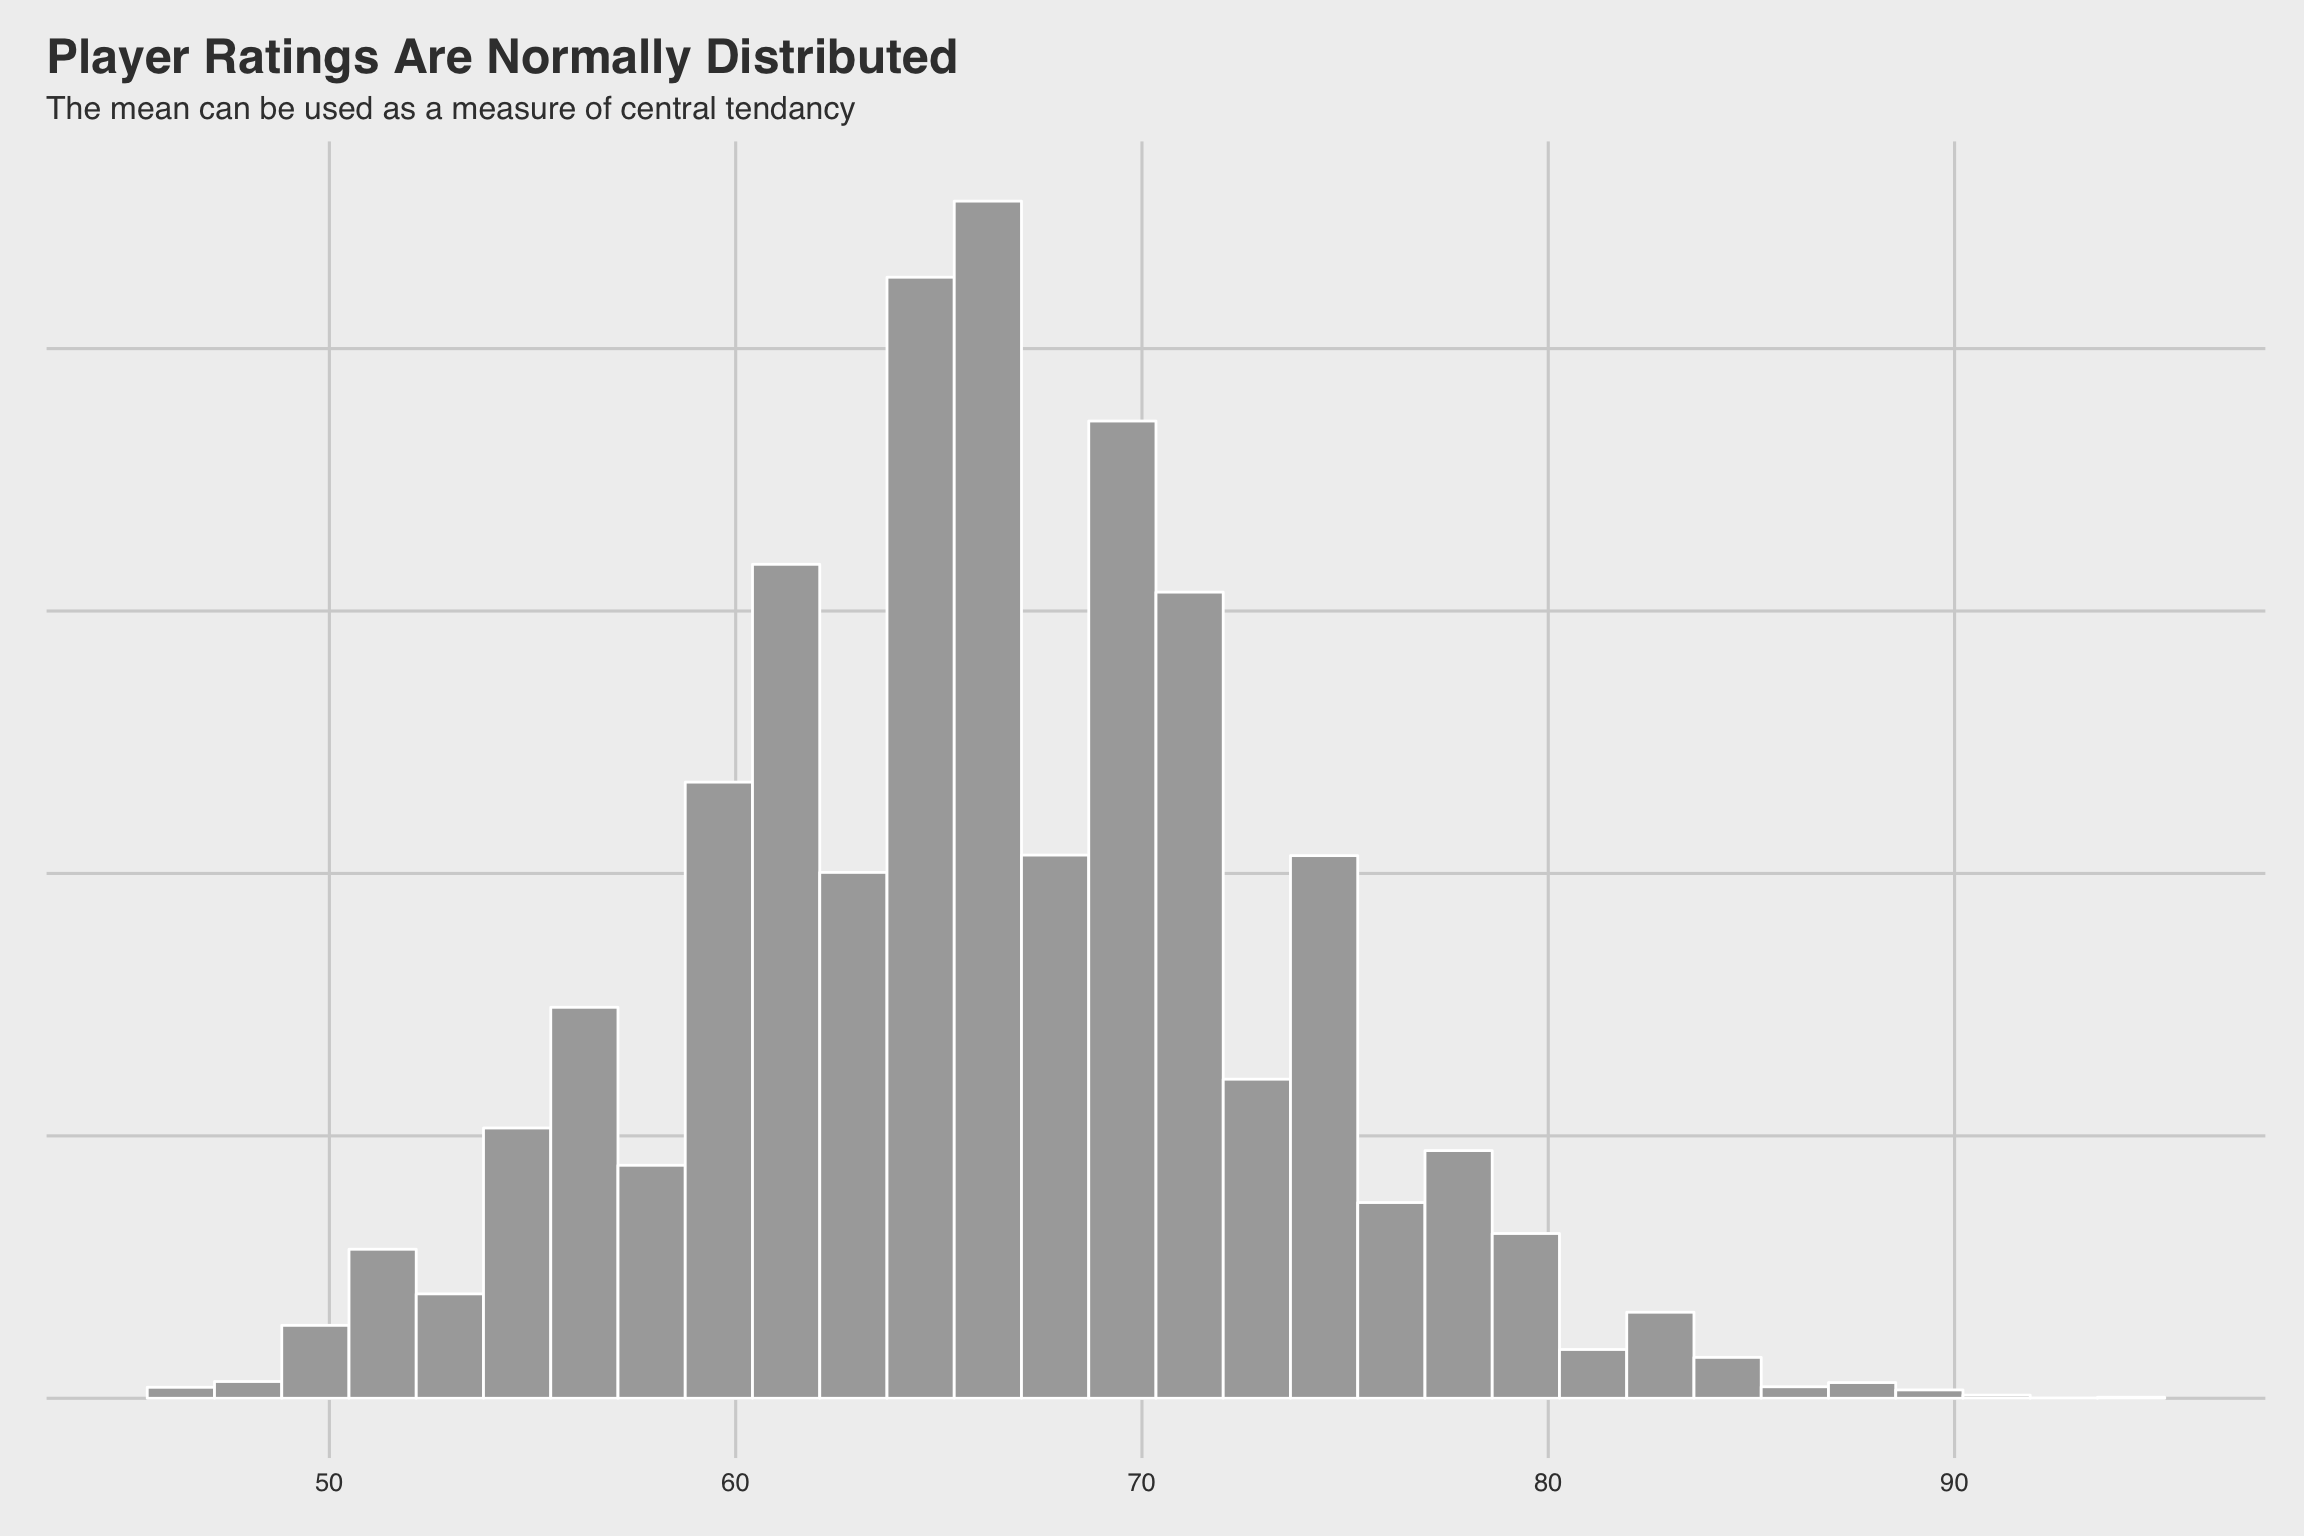 Player Ratings Are Normally Distributed
The mean can be used as a measure of central tendancy
50 60 70 80 90